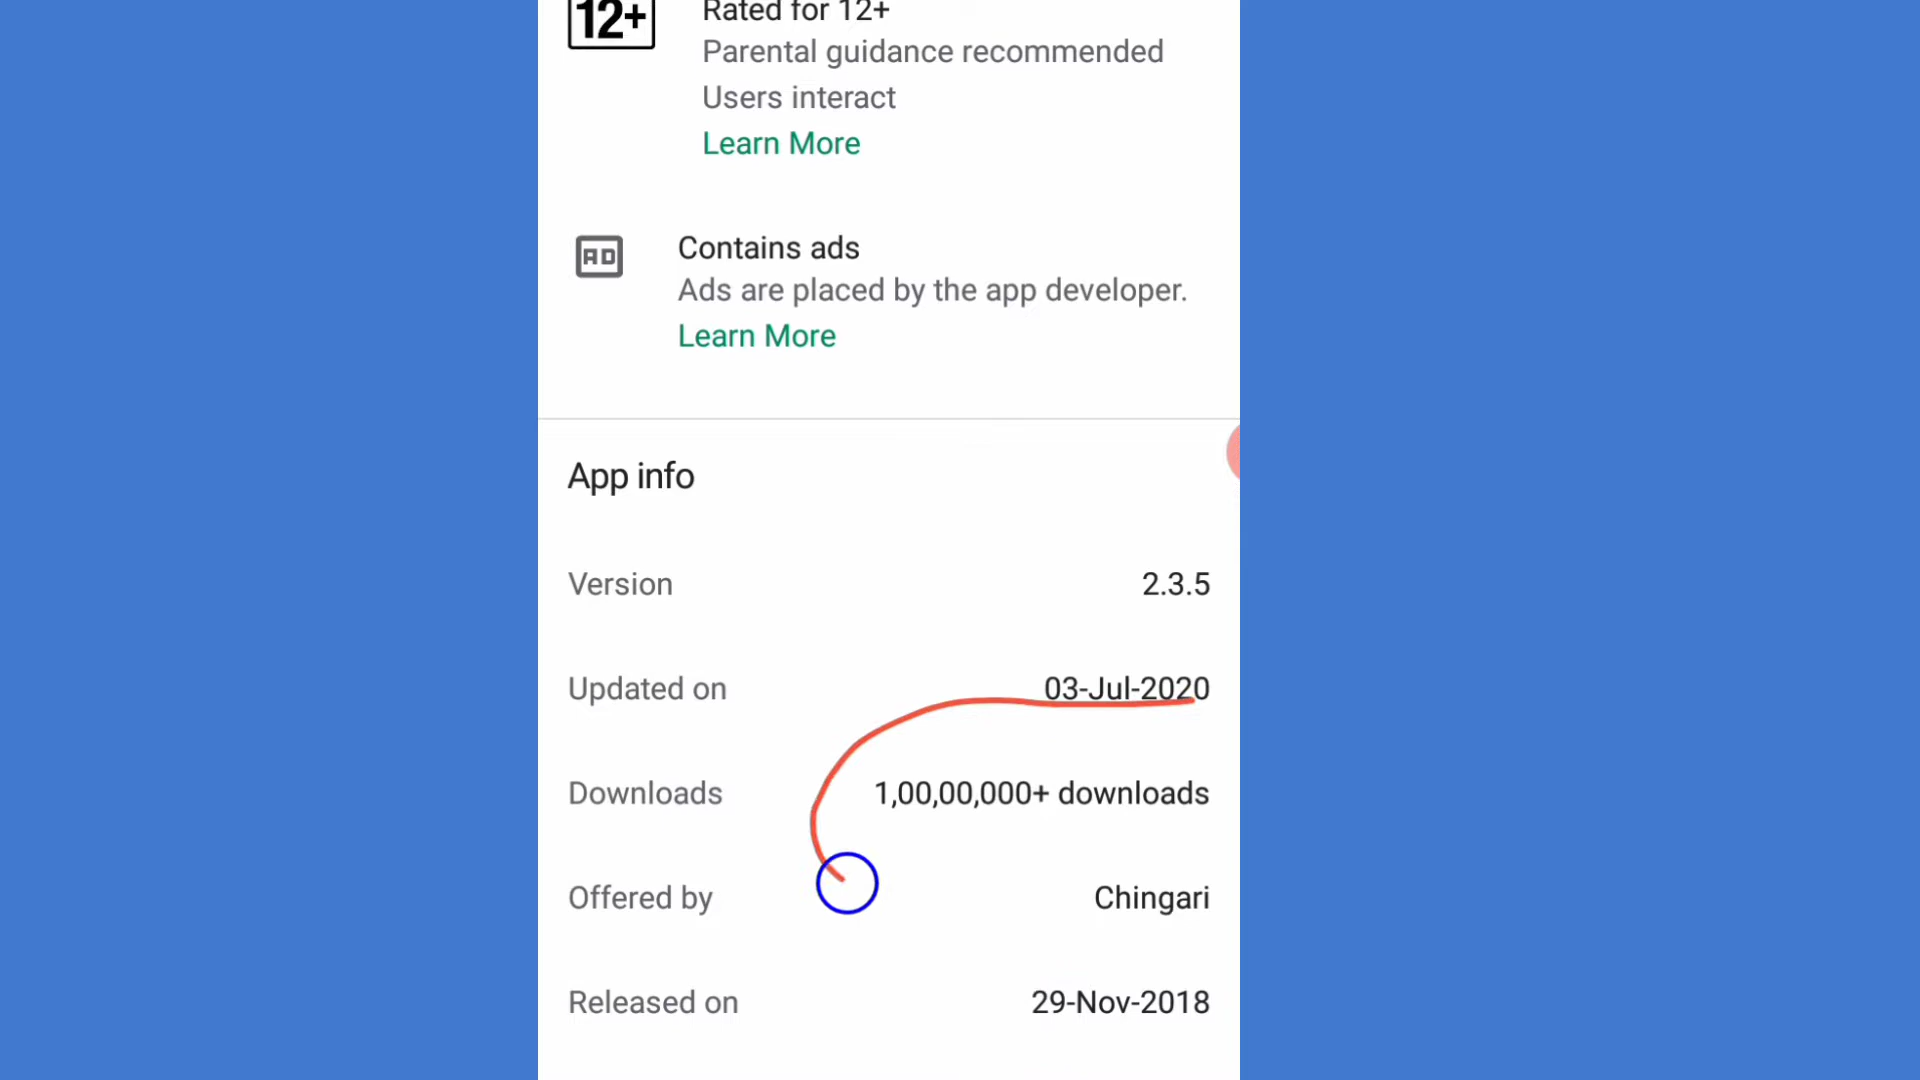 12+
Rated for 12+
Parental guidance recommended
Users interact
Learn More
AD
Contains ads
Ads are placed by the app developer.
Learn More
App info
Version 2.3.5
Updated on 03-Jul-2020
Downloads 1,00,00,000+ downloads
Offered by Chingari
Released on 29-Nov-2018